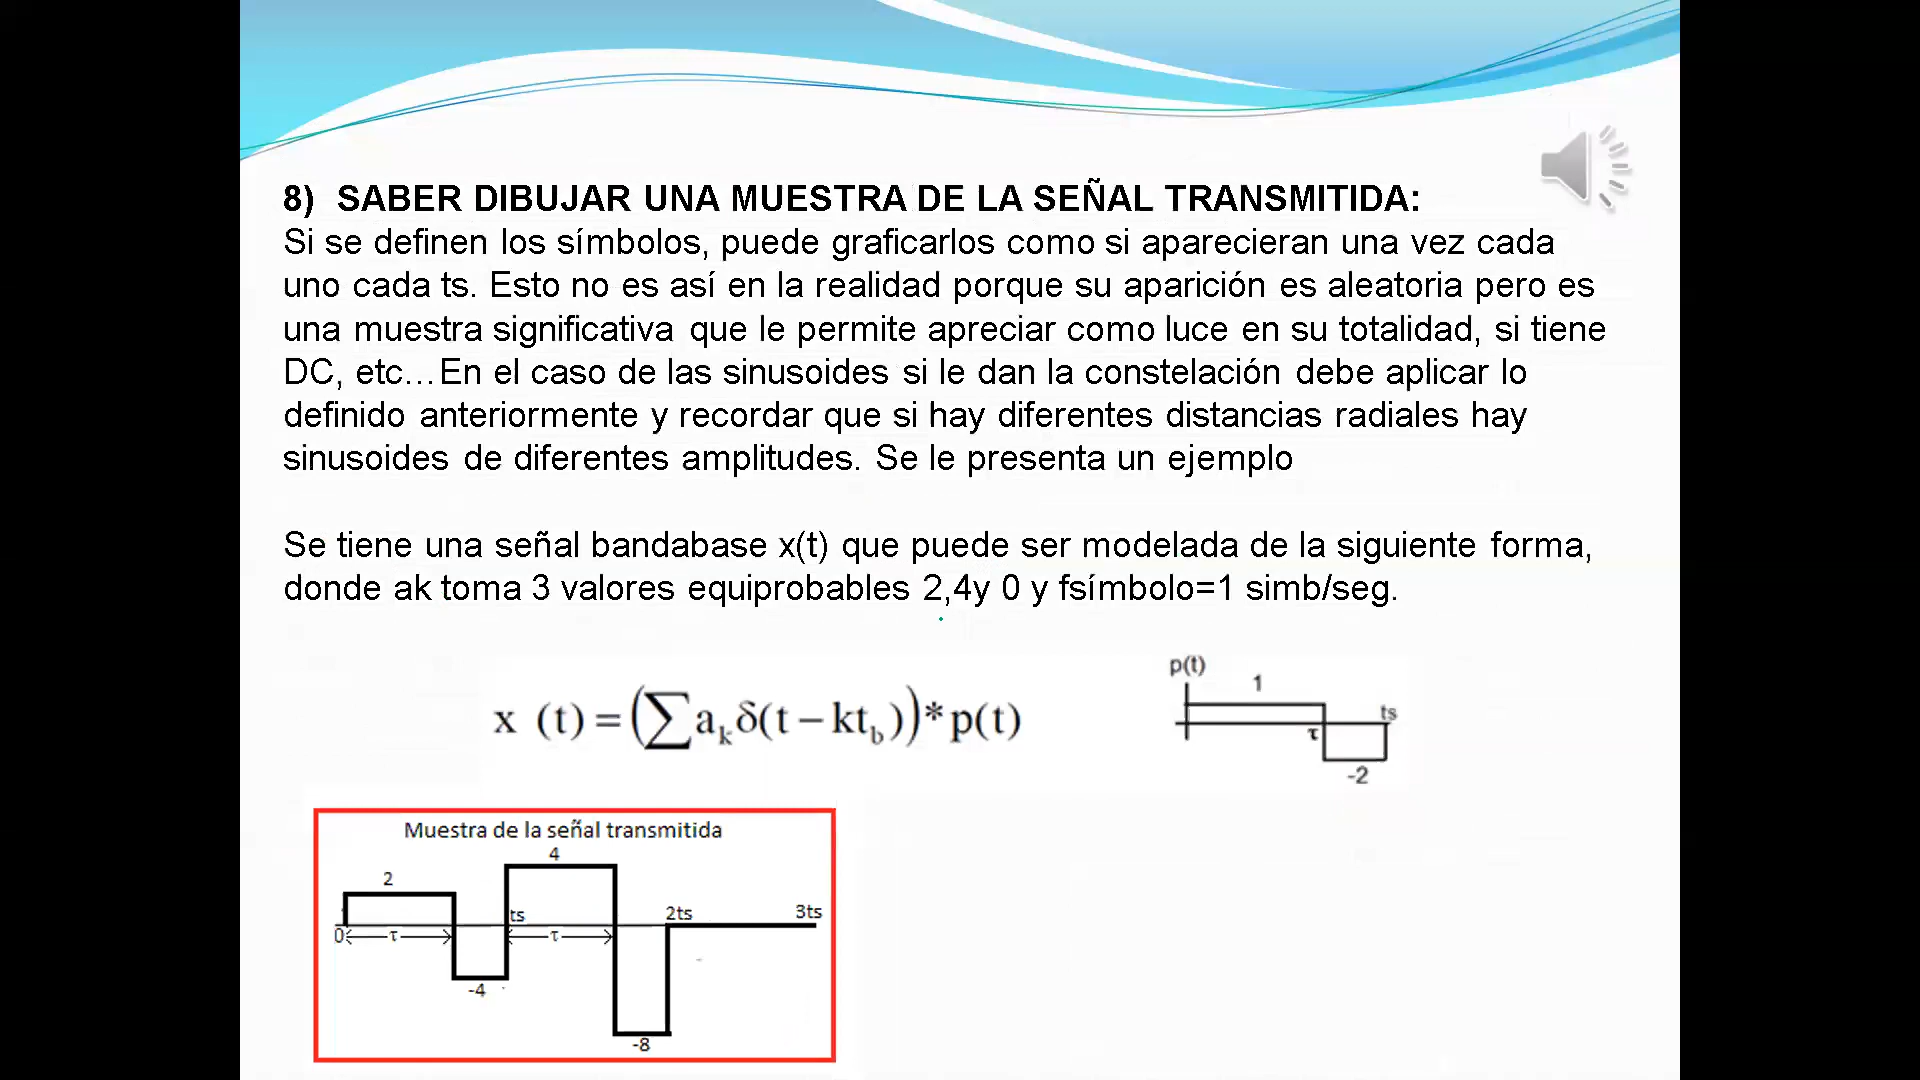 8) SABER DIBUJAR UNA MUESTRA DE LA SEÑAL TRANSMITIDA:
Si se definen los símbolos, puede graficarlos como si aparecieran una vez cada
uno cada ts. Esto no es así en la realidad porque su aparición es aleatoria pero es
una muestra significativa que le permite apreciar como luce en su totalidad, si tiene
DC, etc…En el caso de las sinusoides si le dan la constelación debe aplicar lo
definido anteriormente y recordar que si hay diferentes distancias radiales hay
sinusoides de diferentes amplitudes. Se le presenta un ejemplo
Se tiene una señal bandabase x(t) que puede ser modelada de la siguiente forma,
donde ak toma 3 valores equiprobables 2,4y 0 y fsímbolo=1 simb/seg.
x (t) = (∑ a_k δ(t – kt_b)) * p(t)
p(t)
1
ts
τ
-2
Muestra de la señal transmitida
4
2
ts
2ts
3ts
0
τ
τ
-4
-8